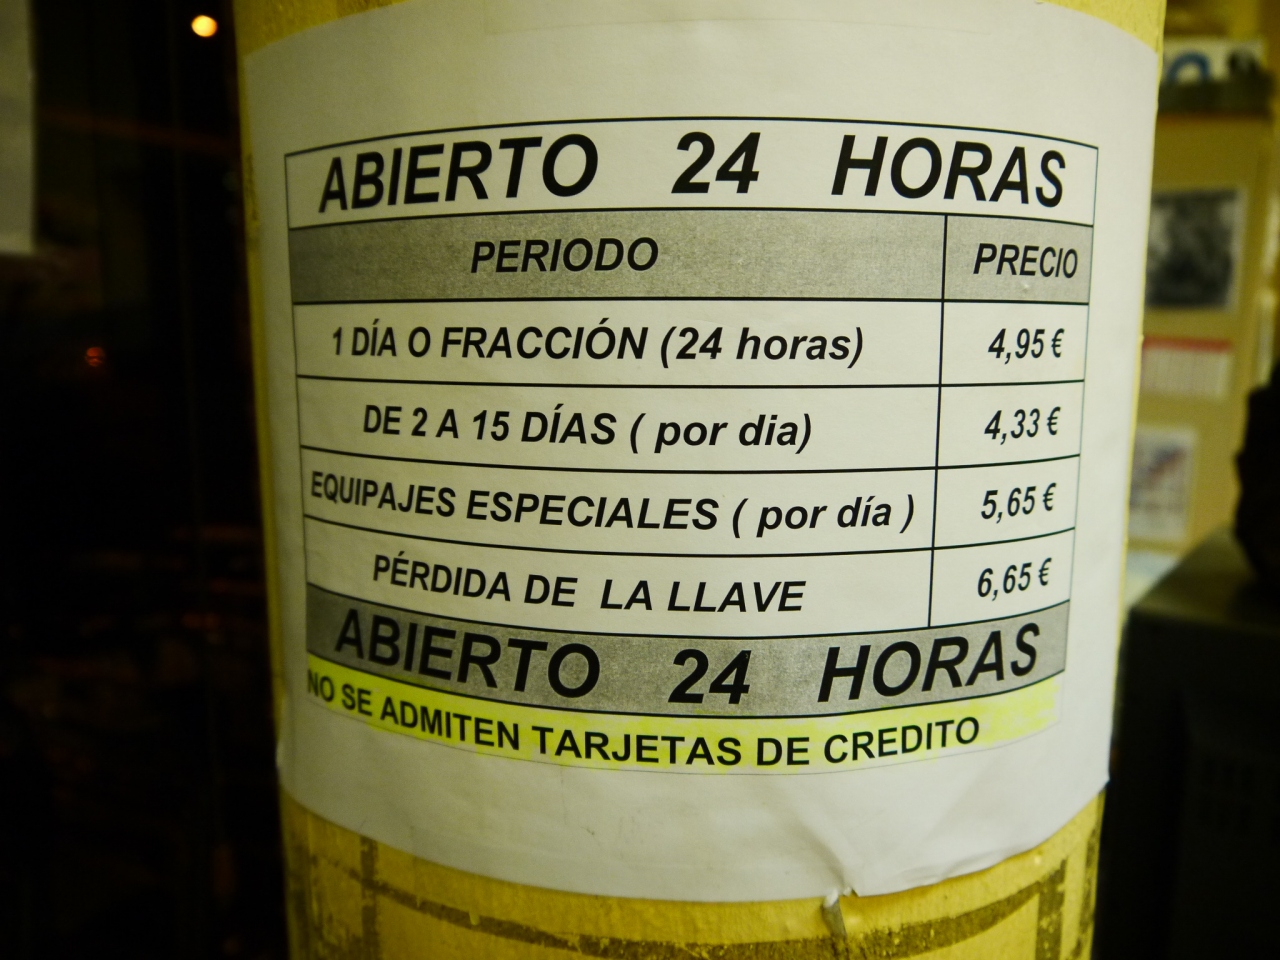 ABIERTO 24 HORAS
PERIODO PRECIO
1 DÍA O FRACCIÓN (24 horas) 4,95 €
DE 2 A 15 DÍAS ( por dia) 4,33 €
EQUIPAJES ESPECIALES ( por día ) 5,65 €
PÉRDIDA DE LA LLAVE 6,65 €
ABIERTO 24 HORAS
NO SE ADMITEN TARJETAS DE CREDITO